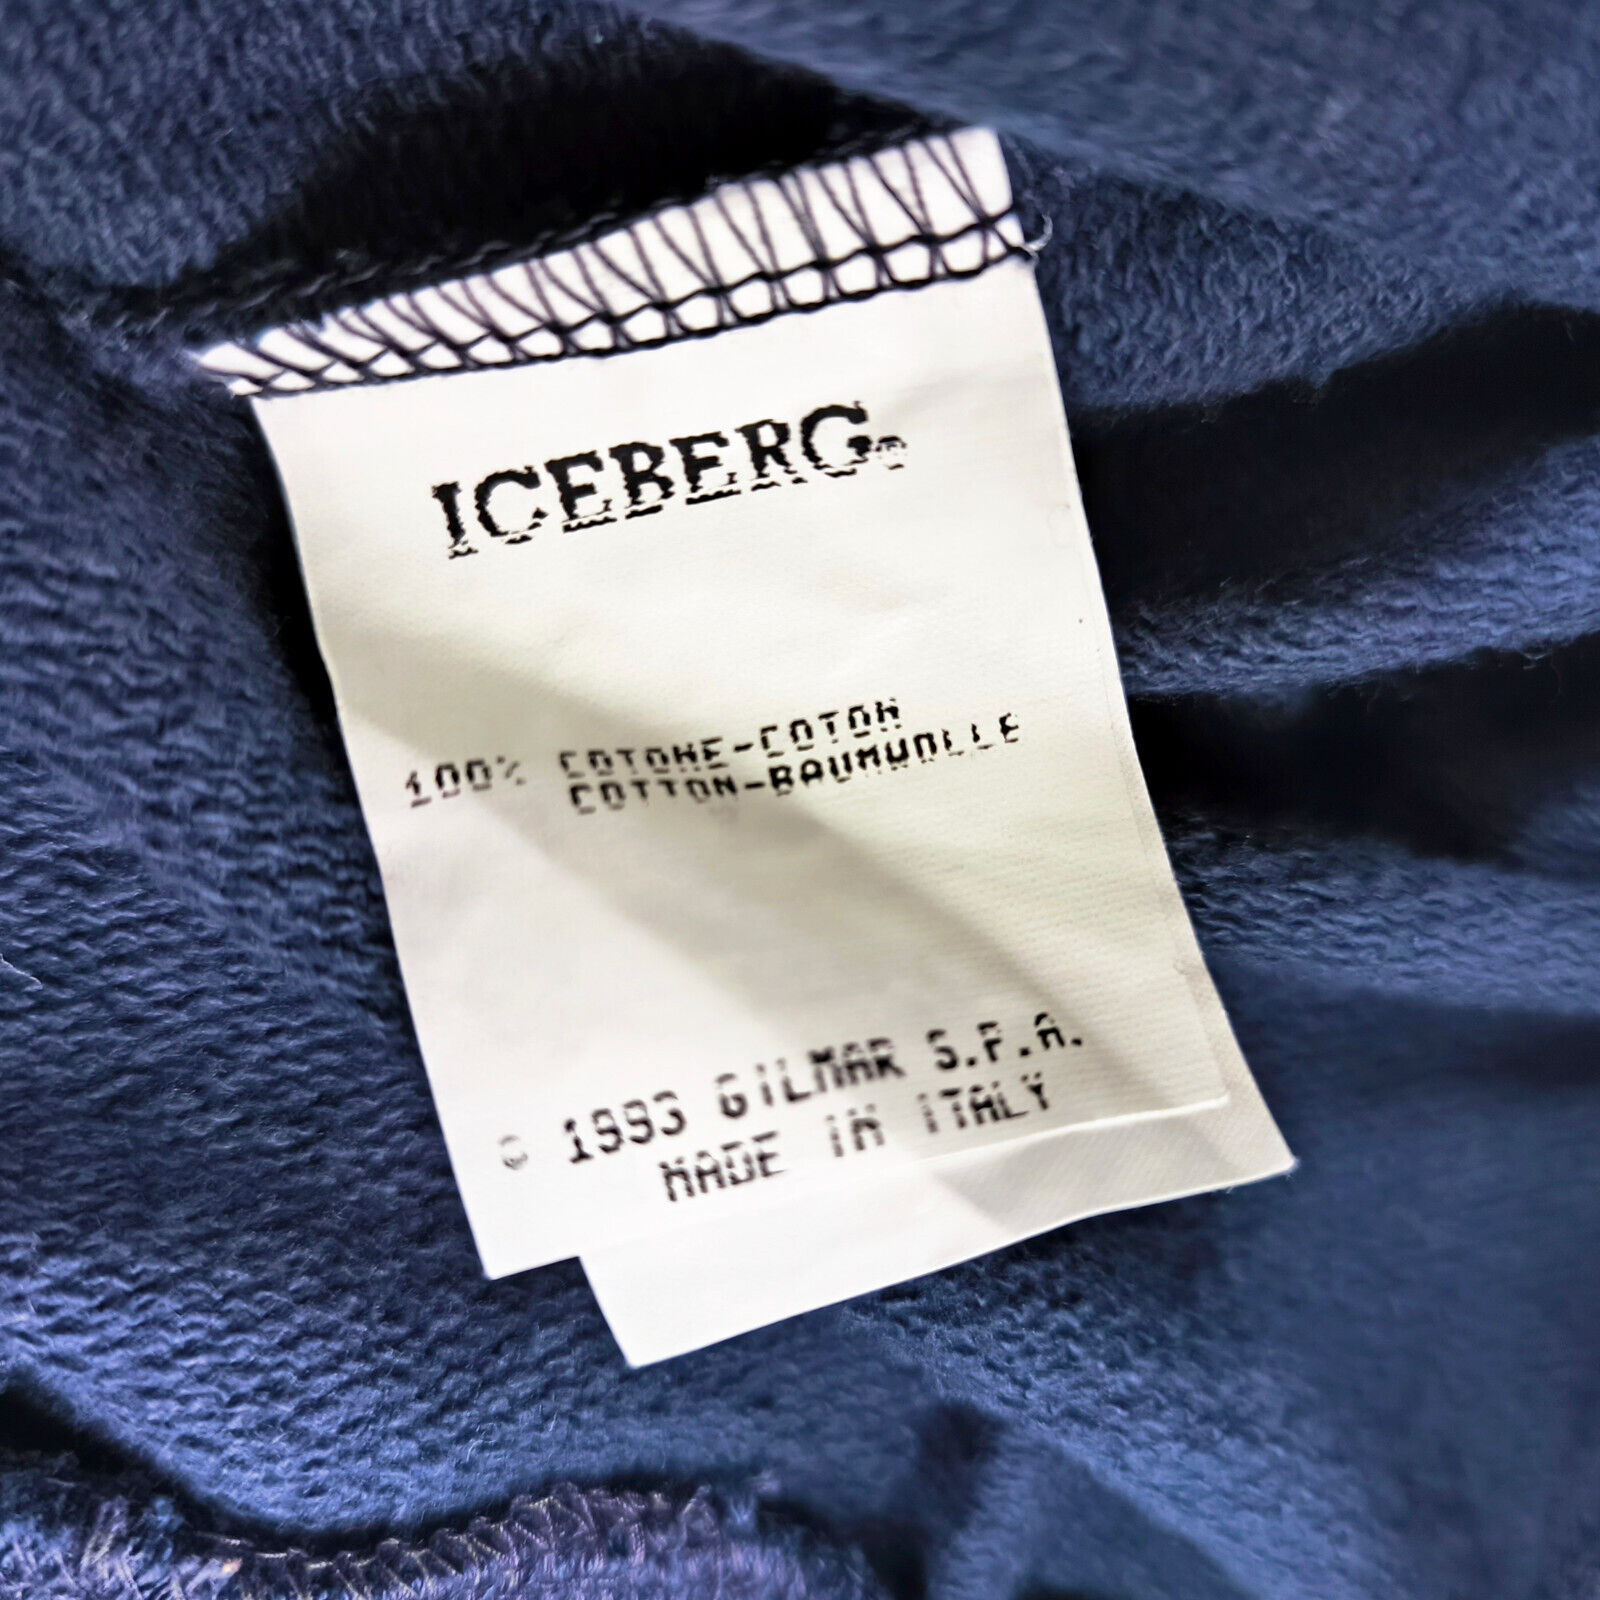 ICEBERG®
100% COTONE-COTON
COTTON-BAUMWOLLE
© 1993 GILMAR S.P.A.
MADE IN ITALY